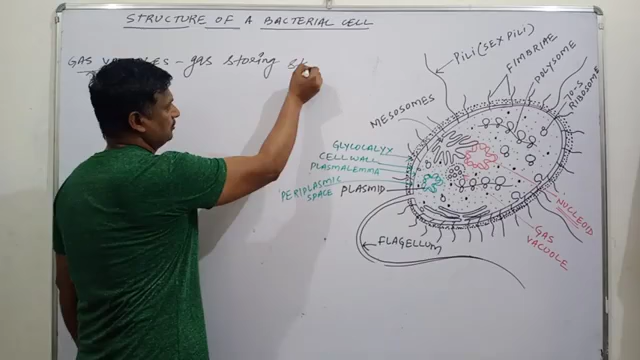 STRUCTURE OF A BACTERIAL CELL
GAS VACUOLES - gas storing
PILI (SEX PILI)
FIMBRIAE
POLYSOME
70-S
RIBOSOME
MESOSOMES
GLYCOCALYX
CELL WALL
PLASMALEMMA
PERIPLASMIC
SPACE
PLASMID
FLAGELLUM
NUCLEOID
GAS
VACUOLE